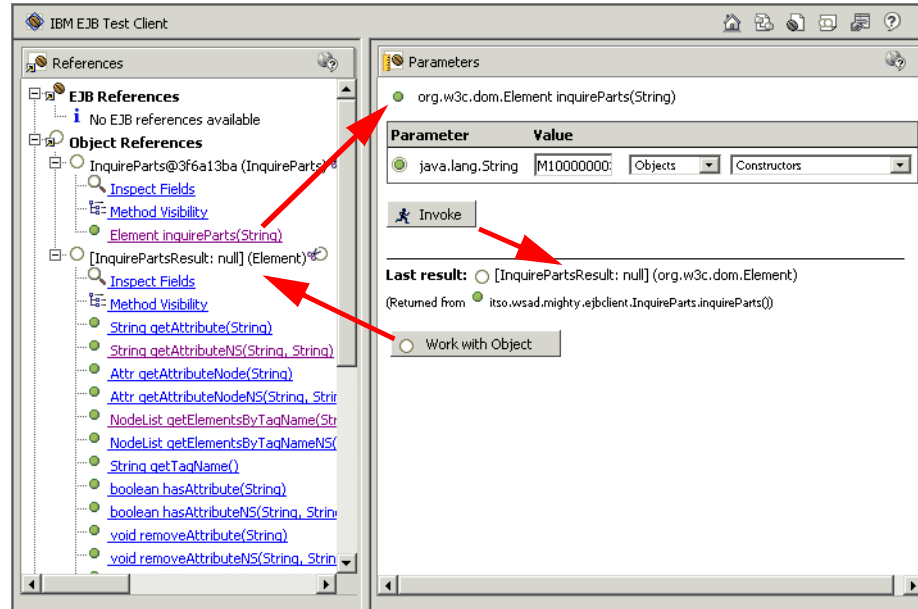 IBM EJB Test Client
References
EJB References
No EJB references available
Object References
InquireParts@3f6a13ba (InquireParts)
Inspect Fields
Method Visibility
Element inquireParts(String)
[InquirePartsResult: null] (Element)
Inspect Fields
Method Visibility
String getAttribute(String)
String getAttributeNS(String, String)
Attr getAttributeNode(String)
Attr getAttributeNodeNS(String, Strin
NodeList getElementsByTagName(Str
NodeList getElementsByTagNameNS(
String getTagName()
boolean hasAttribute(String)
boolean hasAttributeNS(String, Strin
void removeAttribute(String)
void removeAttributeNS(String, Strin
Parameters
org.w3c.dom.Element inquireParts(String)
Parameter Value
java.lang.String M10000000 Objects Constructors
Invoke
Last result: [InquirePartsResult: null] (org.w3c.dom.Element)
(Returned from itso.wsad.mighty.ejbclient.InquireParts.inquireParts())
Work with Object